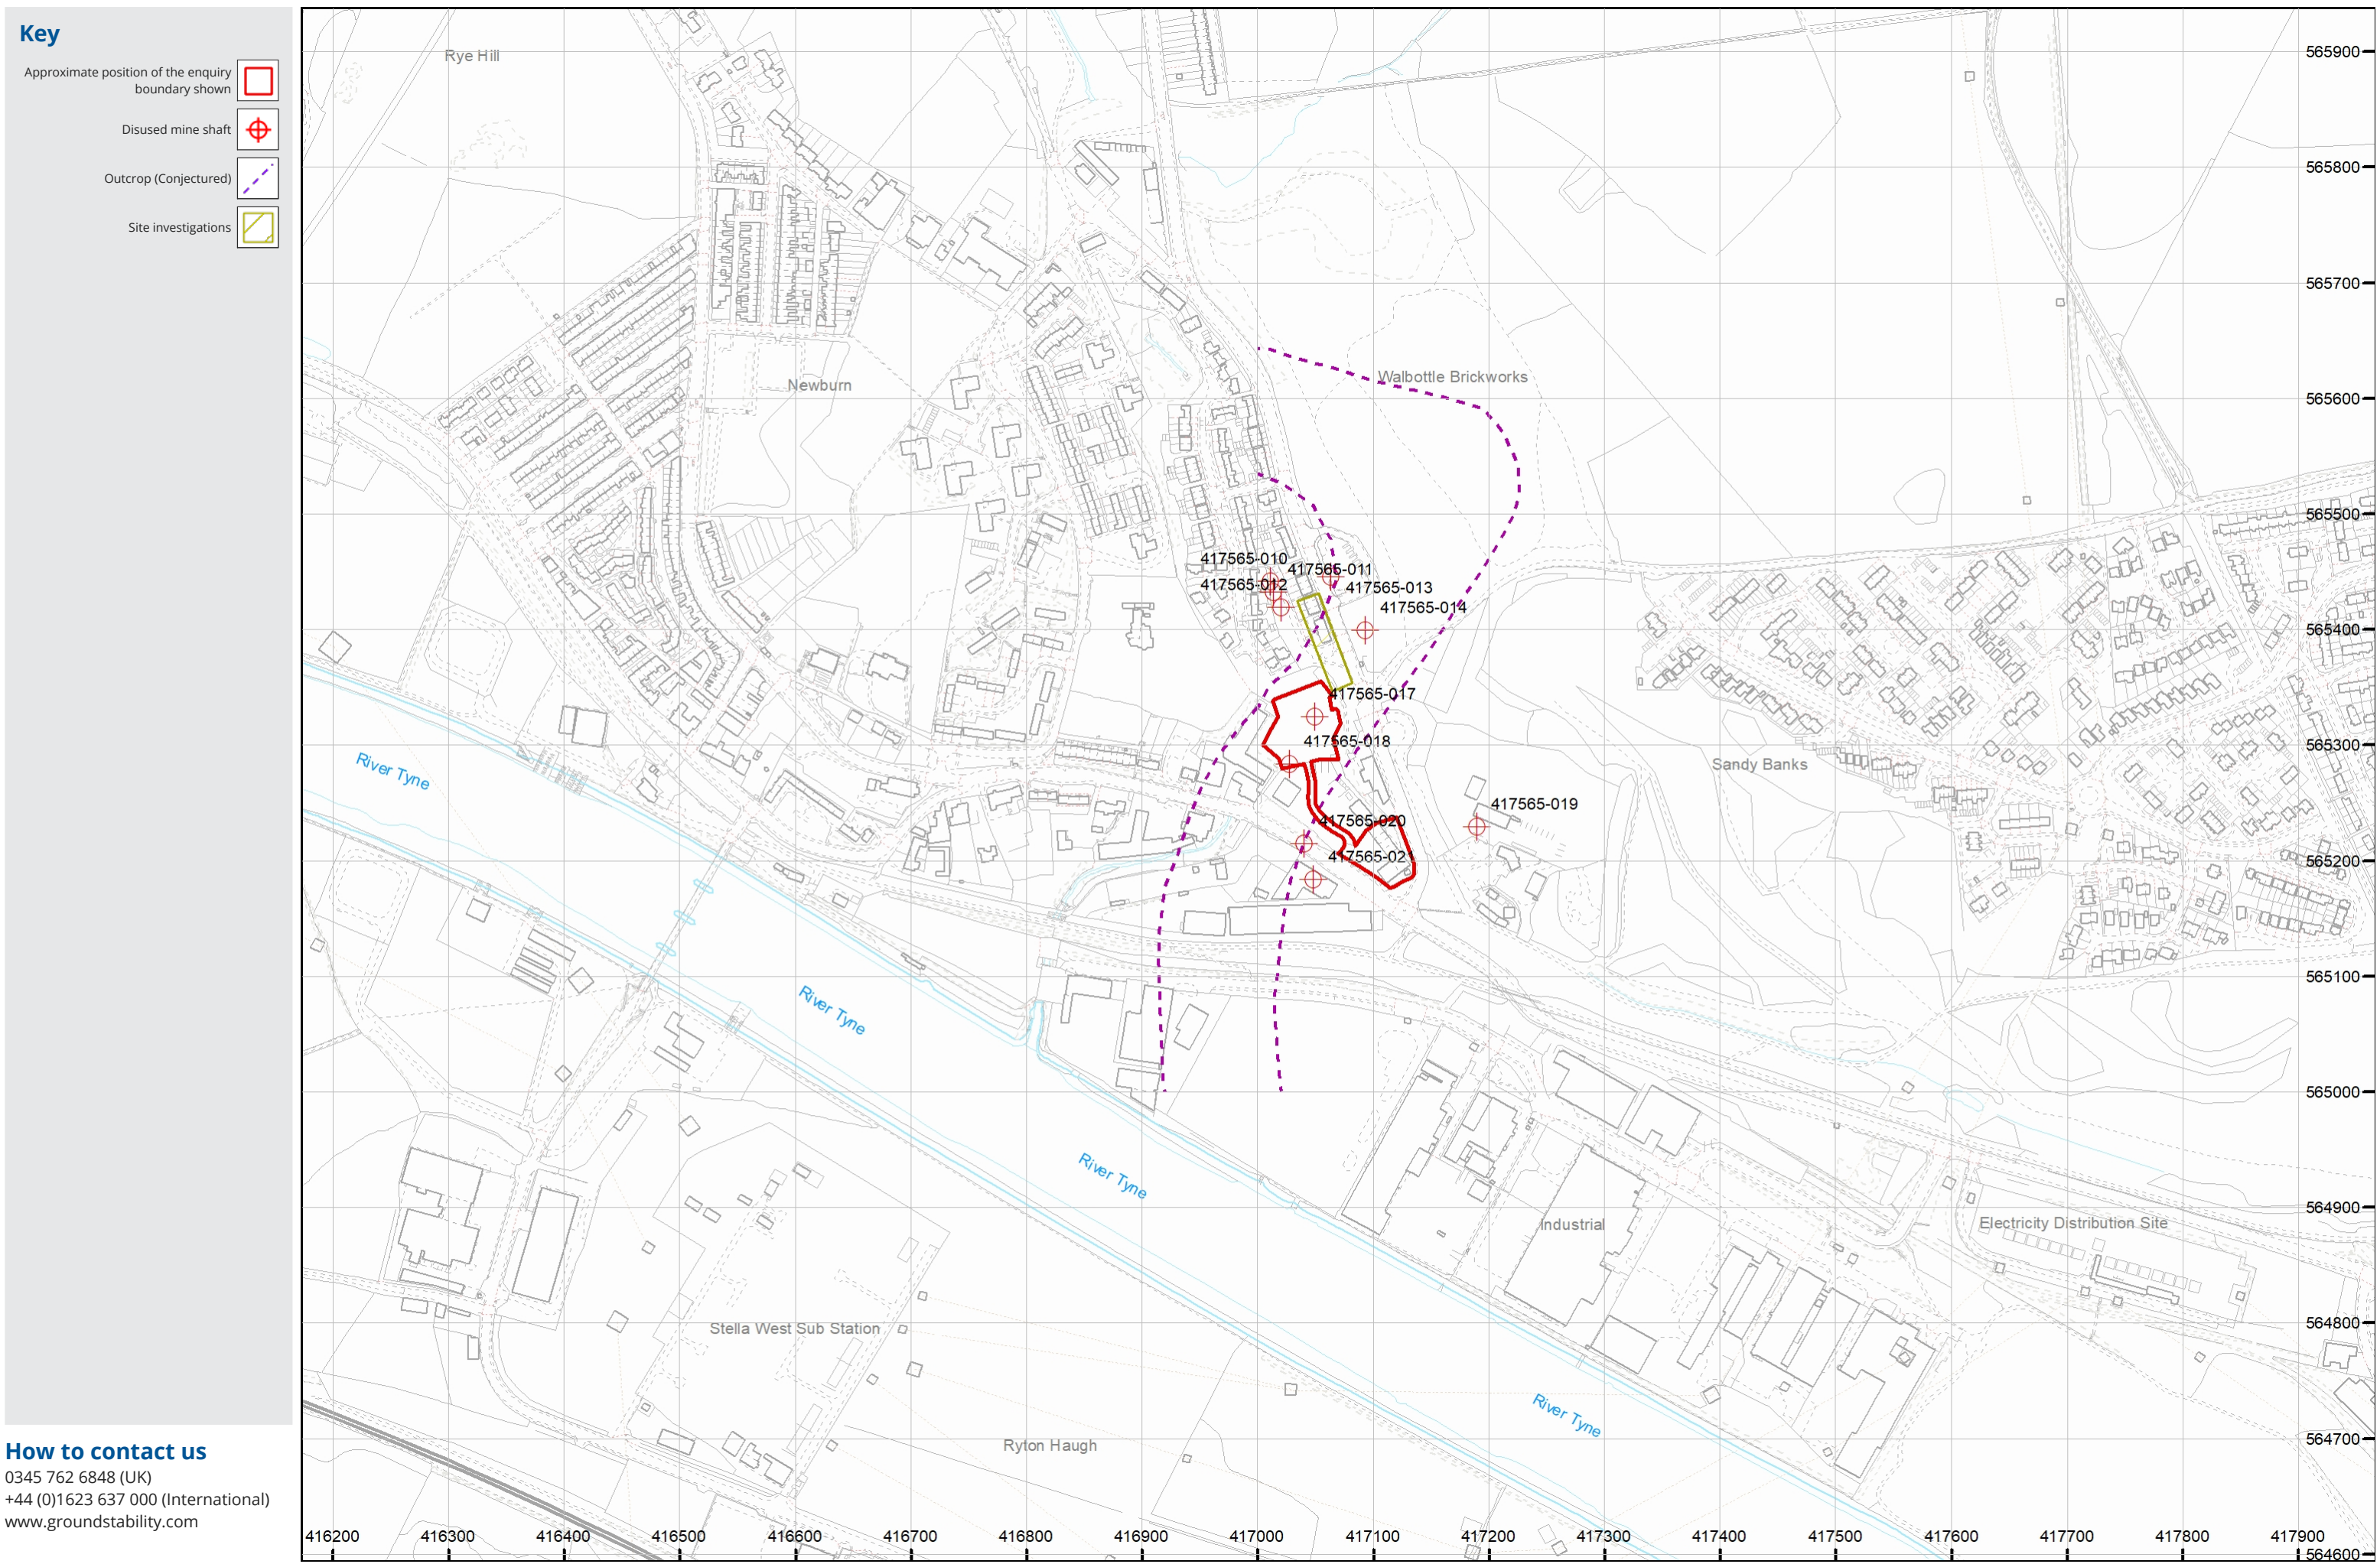 Key
Approximate position of the enquiry
boundary shown
Disused mine shaft
Outcrop (Conjectured)
Site investigations
How to contact us
0345 762 6848 (UK)
+44 (0)1623 637 000 (International)
www.groundstability.com
Rye Hill
565900
565800
565700
Walbottle Brickworks
Newburn
565600
565500
417565-010
417565-011
417565-012
417565-013
417565-014
565400
417565-017
417565-018
565300
River Tyne
Sandy Banks
417565-019
417565-020
417565-021
565200
565100
River Tyne
565000
River Tyne
564900
Industrial
Electricity Distribution Site
Stella West Sub Station
564800
River Tyne
Ryton Haugh
564700
416200 416300 416400 416500 416600 416700 416800 416900 417000 417100 417200 417300 417400 417500 417600 417700 417800 417900
564600